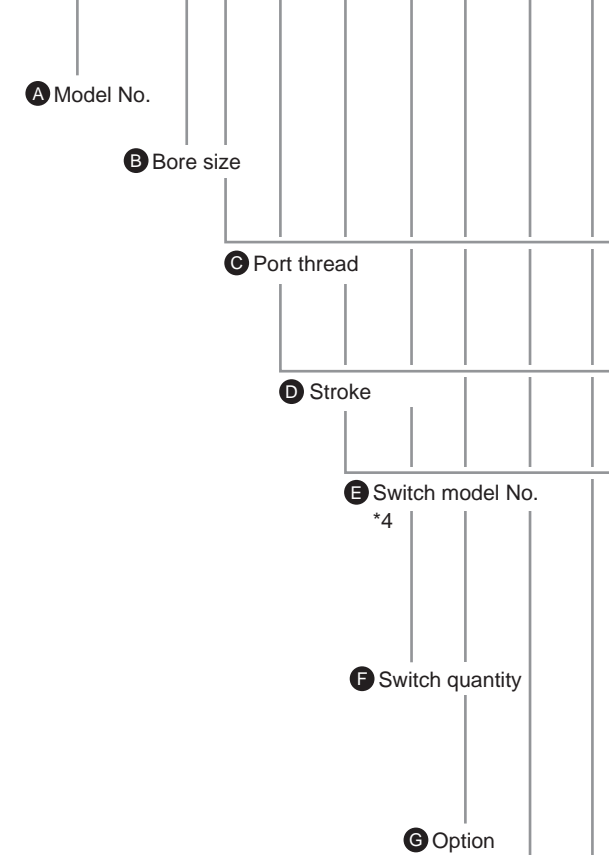 A Model No.
B Bore size
C Port thread
D Stroke
E Switch model No.
*4
F Switch quantity
G Option